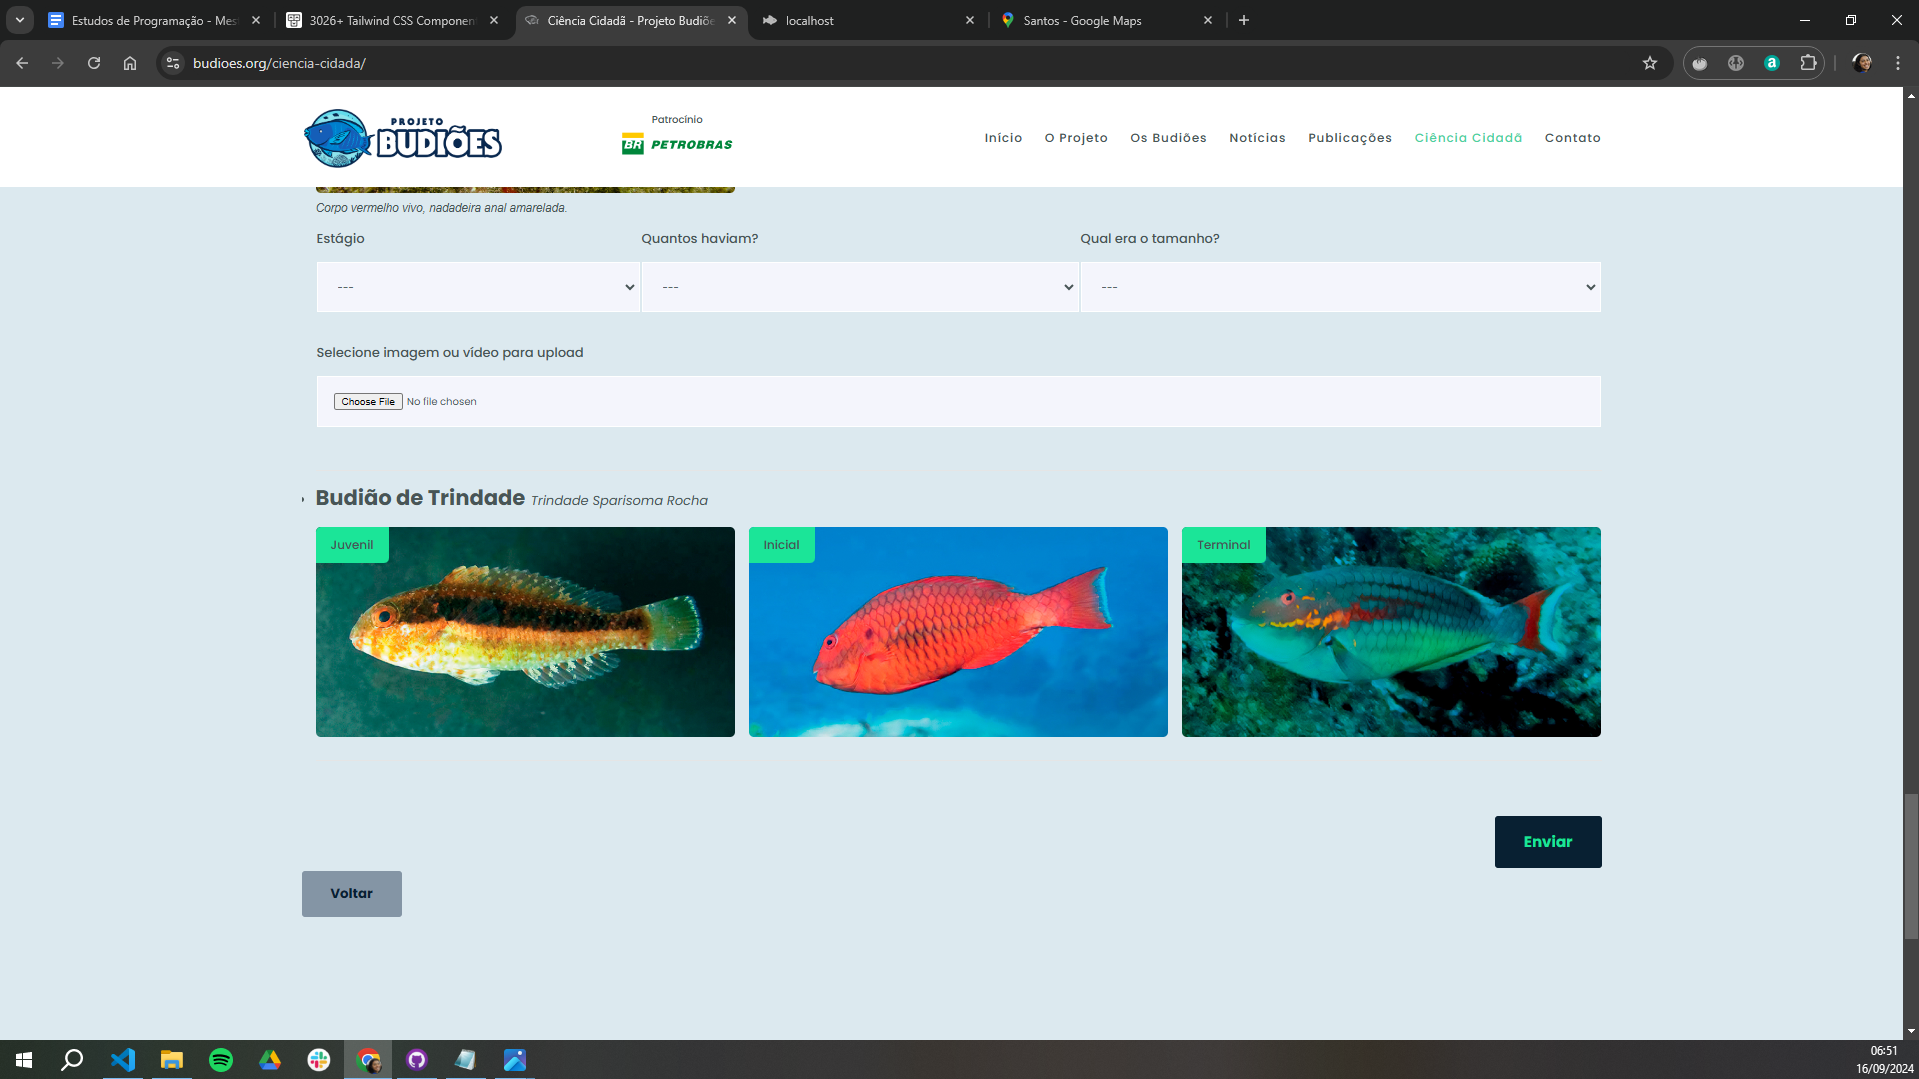 Estudos de Programação - Mes
3026+ Tailwind CSS Componen
Ciência Cidadã - Projeto Budiõe
localhost
Santos - Google Maps
budioes.org/ciencia-cidada/
PROJETO
BUDIÕES
Patrocínio
BR PETROBRAS
Início
O Projeto
Os Budiões
Notícias
Publicações
Ciência Cidadã
Contato
Corpo vermelho vivo, nadadeira anal amarelada.
Estágio
Quantos haviam?
Qual era o tamanho?
---
---
---
Selecione imagem ou vídeo para upload
Choose File No file chosen
Budião de Trindade Trindade Sparisoma Rocha
Juvenil
Inicial
Terminal
Enviar
Voltar
06:51
16/09/2024